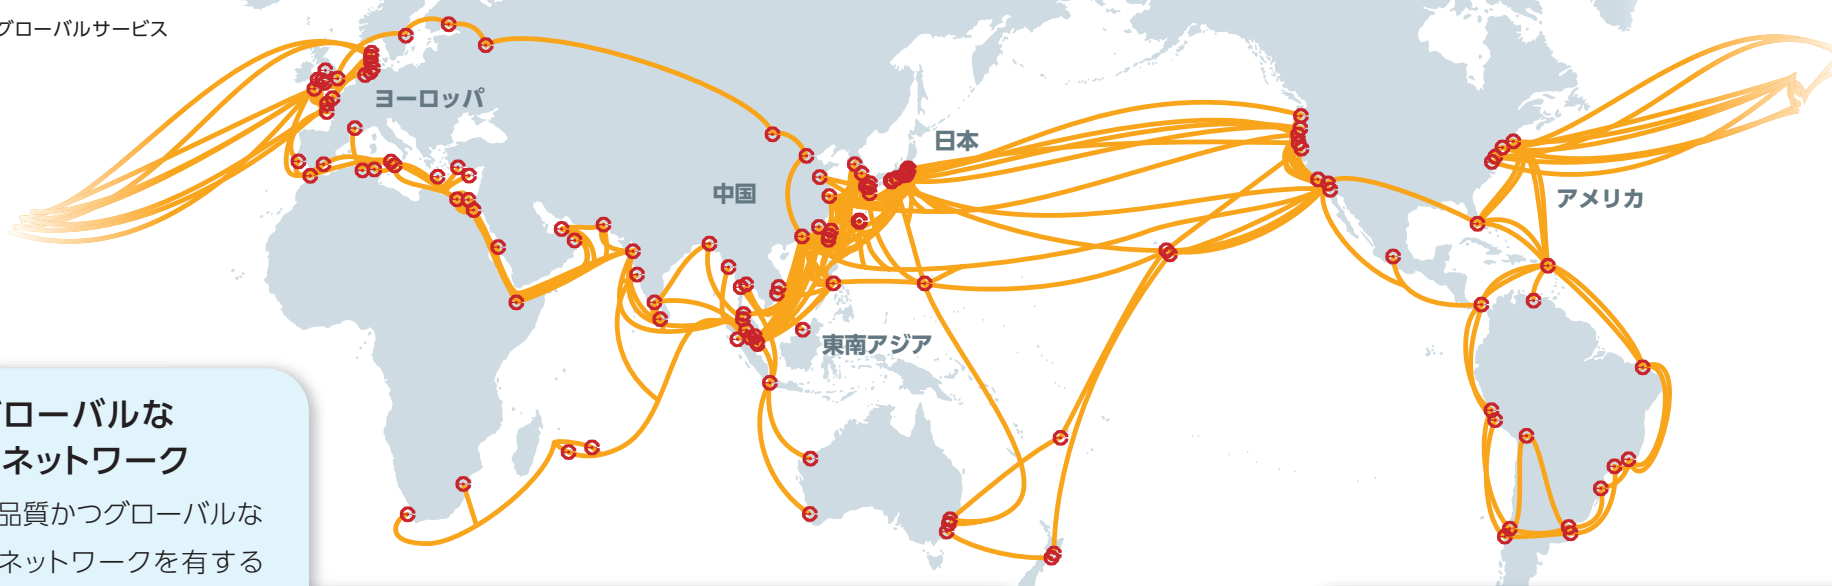 グローバルサービス
ヨーロッパ
日本
中国
アメリカ
東南アジア
グローバルな
ネットワーク
品質かつグローバルな
ネットワークを有する